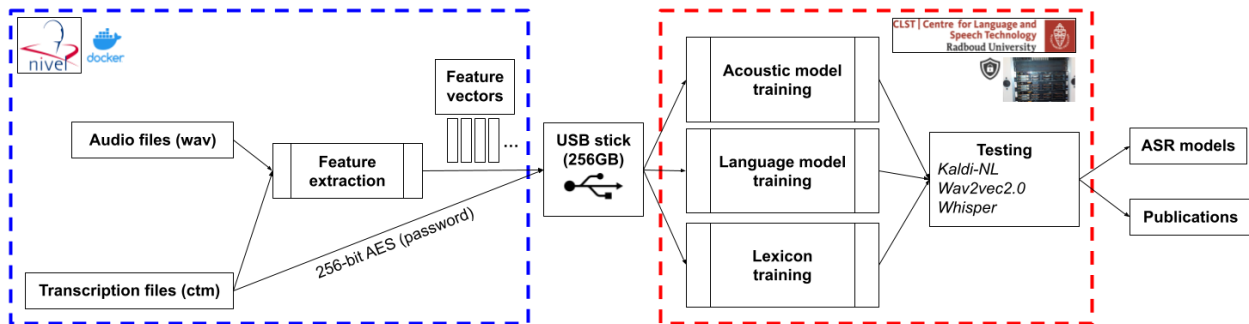 nivel
docker
Feature
vectors
...
Audio files (wav)
Feature
extraction
Transcription files (ctm)
256-bit AES (password)
USB stick
(256GB)
CLST | Centre for Language and
Speech Technology
Radboud University
Acoustic model
training
Language model
training
Lexicon
training
Testing
Kaldi-NL
Wav2vec2.0
Whisper
ASR models
Publications